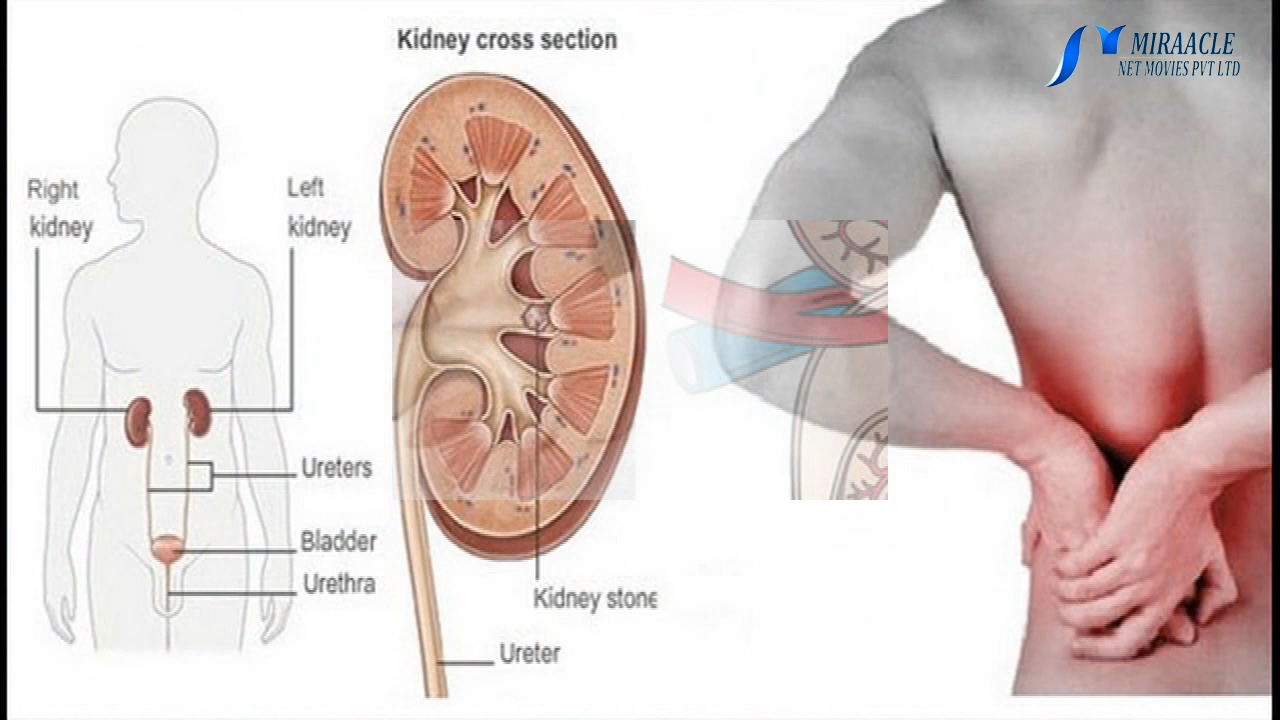 MIRAACLE
NET MOVIES PVT LTD
Kidney cross section
Right
kidney
Left
kidney
Ureters
Bladder
Urethra
Kidney stone
Ureter